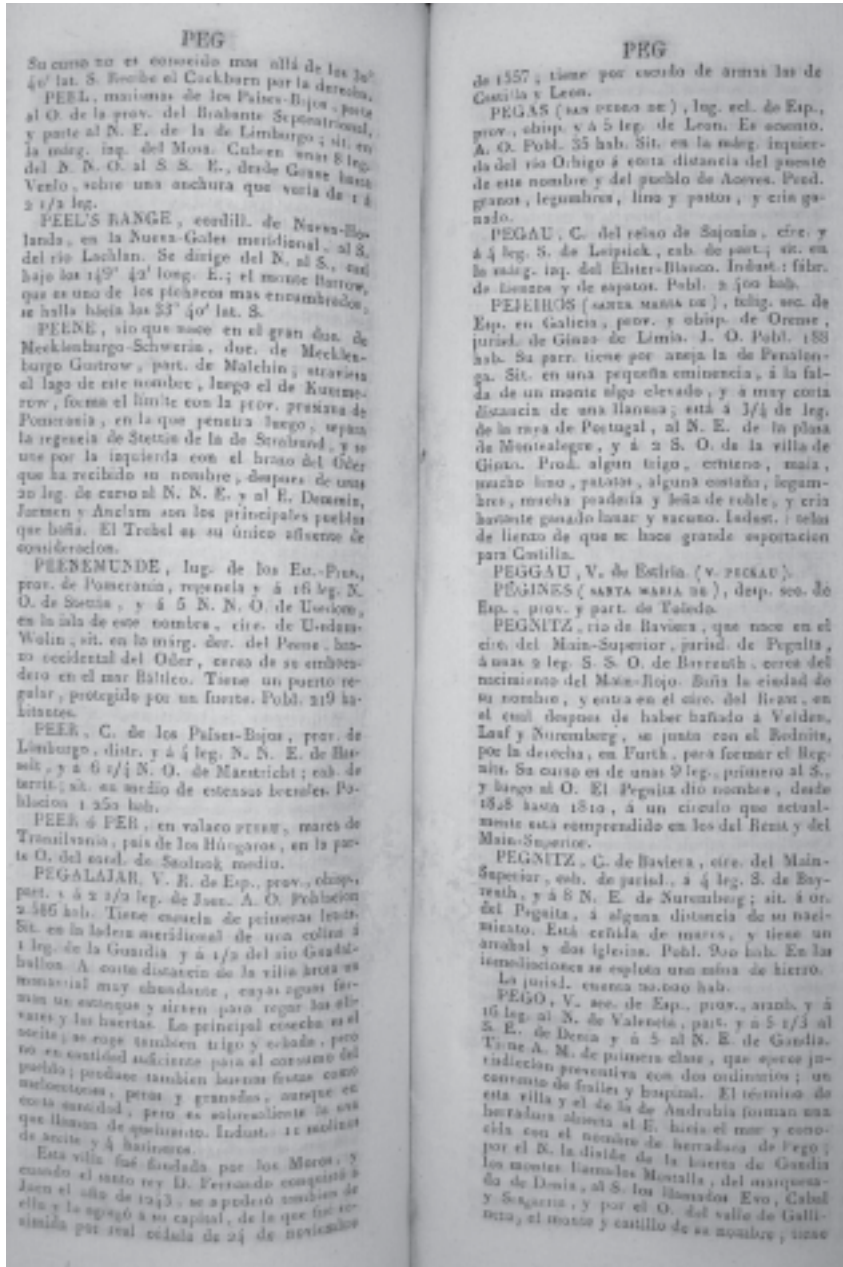 PEG
Su curso no es conocido mas allá de los 30°
40' lat. S. Recibe el Cockburn por la derecha.
PEEL, marismas de los Paises-Bajos, parte
al O. de la prov. del Brabante Septentrional,
y parte al N. E. de la de Limburgo; sit. en
la márg. izq. del Mosa. Cubren unas 8 leg.
del N. N. O. al S. S. E., desde Grave hasta
Venlo, sobre una anchura que varia de 1 á
2 1/2 leg.
PEEL'S RANGE, cordill. de Nueva-Ho-
landa, en la Nueva-Gales meridional, al S.
del rio Lachlan. Se dirige del N. al S., casi
bajo los 149° 42' long. E.; el monte Barrow,
que es uno de los pichachos mas encumbrados,
se halla hácia los 33° 40' lat. S.
PEENE, rio que nace en el gran duc. de
Mecklenburgo-Schwerin, duc. de Mecklen-
burgo Gustrow, part. de Malchin; atraviesa
el lago de este nombre, luego el de Kumme-
row, forma el límite con la prov. prusiana de
Pomerania, en la que penetra luego, separa
la regencia de Stettin de la de Stralsund, y se
une por la izquierda con el brazo del Oder
que ha recibido su nombre, despues de unas
20 leg. de curso al N. N. E. y al E. Demmin,
Jarmen y Anclam son los principales pueblos
que baña. El Trebel es su único afluente de
consideracion.
PEENEMUNDE, lug. de los Est.-Prus.,
prov. de Pomerania, regencia y á 16 leg. N.
O. de Stettin, y á 5 N. N. O. de Usedom,
en la isla de este nombre, circ. de Usedom-
Wolin, sit. en la márg. der. del Peene, bra-
zo occidental del Oder, cerca de su emboca-
dero en el mar Báltico. Tiene un puerto re-
gular, protegido por un fuerte. Pobl. 219 ha-
bitantes.
PEER, C. de los Paises-Bajos, prov. de
Limburgo, distr. y á 4 leg. N. N. E. de Has-
selt, y á 6 1/4 N. O. de Maestricht; cab. de
territ.; sit. en medio de estensos brezales. Po-
blacion 1 250 hab.
PEER ó PER, en valaco, marca de
Transilvania, pais de los Húngaros, en la par-
te O. del cond. de Szolnok medio.
PEGALAJAR, V. R. de Esp., prov., obisp.,
part. y á 2 1/2 leg. de Jaen. A. O. Poblacion
2.586 hab. Tiene escuela de primeras letras.
Sit. en la ladera meridional de una colina á
1 leg. de la Guardia y á 1/2 del rio Guadal-
bullon. A corta distancia de la villa brota un
manantial muy abundante, cuyas aguas for-
man un estanque y sirven para regar los oli-
vares y las huertas. La principal cosecha es el
aceite; se coge tambien trigo y cebada, pero
no en cantidad suficiente para el consumo del
pueblo; produce tambien buenas frutas como
melocotones, peras y granadas, aunque en
corta cantidad, pero es sobresaliente la uva
que llaman de quebranto. Indust. 11 molinos
de aceite y 4 harineros.
Esta villa fué fundada por los Moros, y
cuando el santo rey D. Fernando conquistó á
Jaen el año de 1243, se apoderó tambien de
ella y la agregó á su capital, de la que fué ec-
simida por real cédula de 24 de noviembre
PEG
de 1557; tiene por escudo de armas las de
Castilla y Leon.
PEGAS (SAN PEDRO DE), lug. ecl. de Esp.,
prov., obisp. y á 5 leg. de Leon. Es ecsento.
A. O. Pobl. 35 hab. Sit. en la márg. izquier-
da del rio Orbigo á corta distancia del puente
de este nombre y del pueblo de Aceves. Prod.
granos, legumbres, lino y pastos, y cria ga-
nado.
PEGAU, C. del reino de Sajonia, circ. y
á 4 leg. S. de Leipsick, cab. de part.; sit. en
la márg. izq. del Elster-Blanco. Indust.: fábr.
de lienzos y de zapatos. Pobl. 2 400 hab.
PEJEIROS (SANTA MARIA DE), felig. sec. de
Esp. en Galicia, prov. y obisp. de Orense,
jurisd. de Ginzo de Limia. J. O. Pobl. 188
hab. Su parr. tiene por aneja la de Penalon-
ga. Sit. en una pequeña eminencia, á la fal-
da de un monte algo elevado, y á muy corta
distancia de una llanura; está á 3/4 de leg.
de la raya de Portugal, al N. E. de la plaza
de Montealegre, y á 2 S. O. de la villa de
Ginzo. Prod. algun trigo, centeno, maiz,
mucho lino, patatas, alguna castaña, legum-
bres, mucha pradería y leña de roble, y cria
bastante ganado lanar y vacuno. Indust.: telas
de lienzo de que se hace grande esportacion
para Castilla.
PEGGAU, V. de Estiria. (V. PECKAU).
PEGINES (SANTA MARIA DE), desp. sec. de
Esp., prov. y part. de Toledo.
PEGNITZ, rio de Baviera, que nace en el
circ. del Main-Superior, jurisd. de Pegnitz,
á unas 2 leg. S. S. O. de Bayreuth, cerca del
nacimiento del Main-Rojo. Baña la ciudad de
su nombre, y entra en el circ. del Rezat, en
el cual despues de haber bañado á Velden,
Lauf y Nuremberg, se junta con el Rednitz,
por la derecha, en Furth, para formar el Reg-
nitz. Su curso es de unas 9 leg., primero al S.,
y luego al O. El Pegnitz dió nombre, desde
1808 hasta 1810, á un círculo que actual-
mente está comprendido en los del Rezat y del
Main-Superior.
PEGNITZ, C. de Baviera, circ. del Main-
Superior, cab. de jurisd., á 4 leg. S. de Bay-
reuth, y á 8 N. E. de Nuremberg; sit. á or.
del Pegnitz, á alguna distancia de su naci-
miento. Está ceñida de muros, y tiene un
arrabal y dos iglesias. Pobl. 900 hab. En las
inmediaciones se esplota una mina de hierro.
La jurisd. cuenta 10.000 hab.
PEGO, V. sec. de Esp., prov., arzob. y á
16 leg. al N. de Valencia, part. y á 5 1/3 al
S. E. de Denia y á 5 al N. E. de Gandia.
Tiene A. M. de primera clase, que ejerce ju-
risdiccion preventiva con dos ordinarios; un
convento de frailes y hospital. El término de
esta villa y el de la de Androbia forman una
herradura abierta al E. hácia el mar y cono-
cida con el nombre de herradura de Pego;
por el N. la divide de la huerta de Gandia
los montes llamados Mostalla, del marquesa-
do de Denia, al S. los llamados Evo, Cabal
y Segarria, y por el O. del valle de Galli-
nera, el monte y castillo de su nombre; tiene